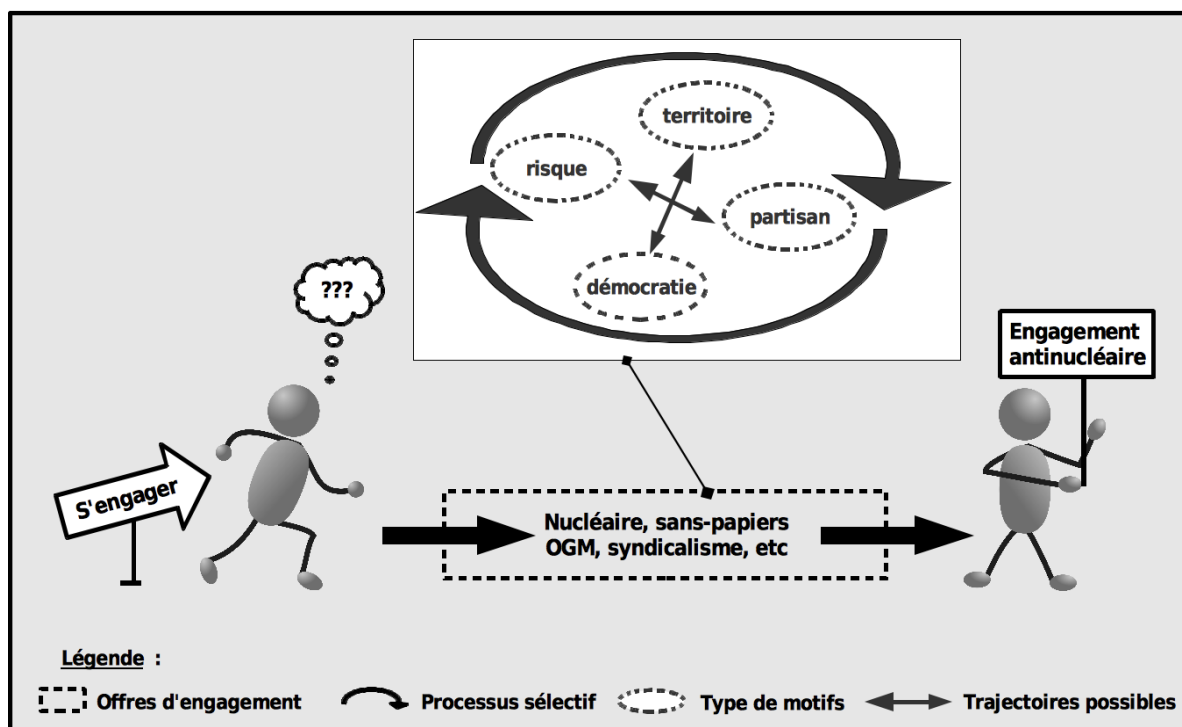 territoire
risque
partisan
démocratie
???
Engagement
antinucléaire
S'engager
Nucléaire, sans-papiers
OGM, syndicalisme, etc
Légende :
Offres d'engagement
Processus sélectif
Type de motifs
Trajectoires possibles